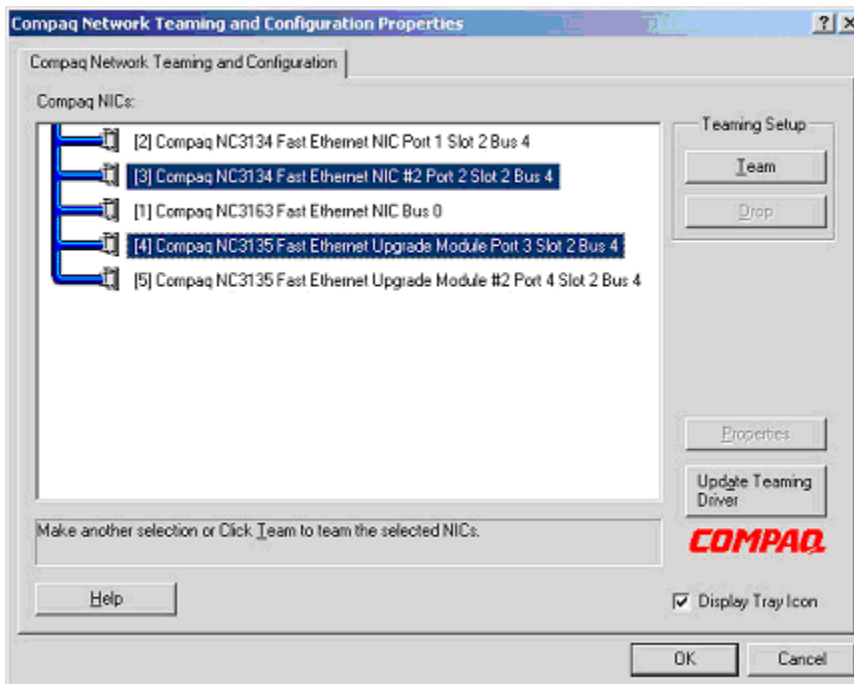 Compaq Network Teaming and Configuration Properties
Compaq Network Teaming and Configuration
Compaq NICs:
[2] Compaq NC3134 Fast Ethernet NIC Port 1 Slot 2 Bus 4
[3] Compaq NC3134 Fast Ethernet NIC #2 Port 2 Slot 2 Bus 4
[1] Compaq NC3163 Fast Ethernet NIC Bus 0
[4] Compaq NC3135 Fast Ethernet Upgrade Module Port 3 Slot 2 Bus 4
[5] Compaq NC3135 Fast Ethernet Upgrade Module #2 Port 4 Slot 2 Bus 4
Teaming Setup
Team
Drop
Properties
Update Teaming
Driver
COMPAQ
Make another selection or Click Team to team the selected NICs.
Help
Display Tray Icon
OK
Cancel